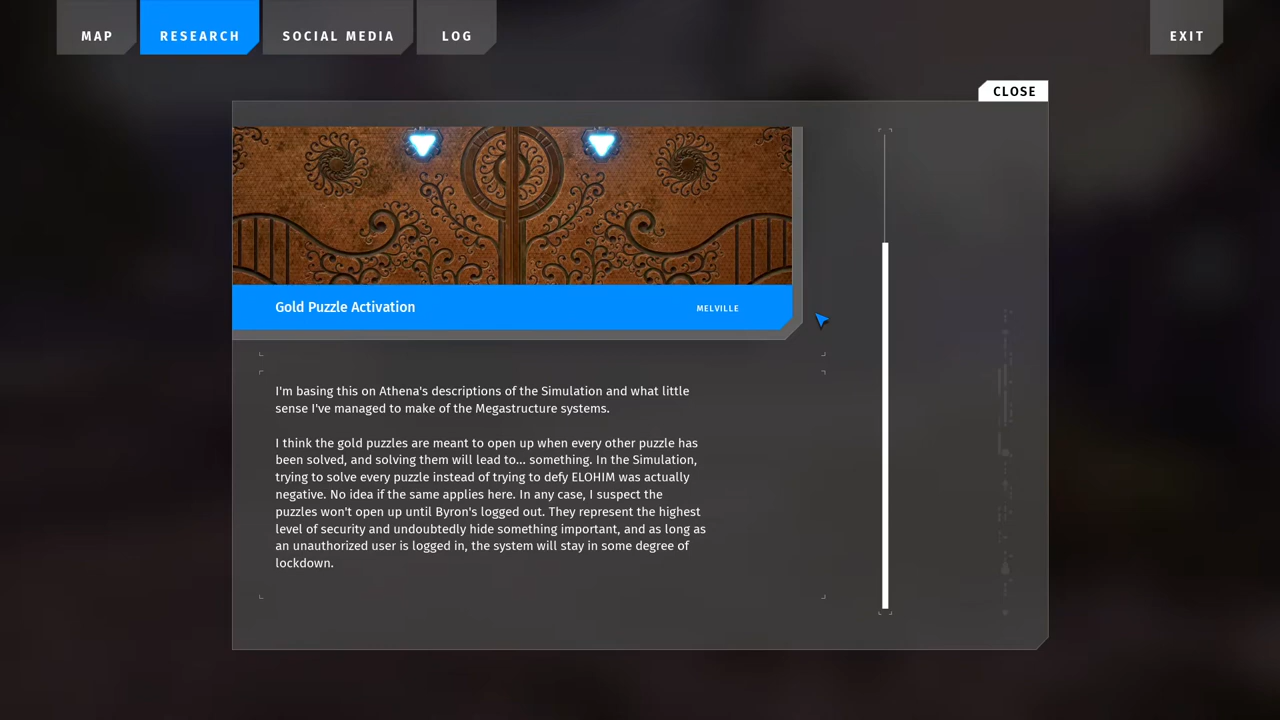 MAP
RESEARCH
SOCIAL MEDIA
LOG
EXIT
CLOSE
Gold Puzzle Activation
MELVILLE
I'm basing this on Athena's descriptions of the Simulation and what little
sense I've managed to make of the Megastructure systems.
I think the gold puzzles are meant to open up when every other puzzle has
been solved, and solving them will lead to... something. In the Simulation,
trying to solve every puzzle instead of trying to defy ELOHIM was actually
negative. No idea if the same applies here. In any case, I suspect the
puzzles won't open up until Byron's logged out. They represent the highest
level of security and undoubtedly hide something important, and as long as
an unauthorized user is logged in, the system will stay in some degree of
lockdown.